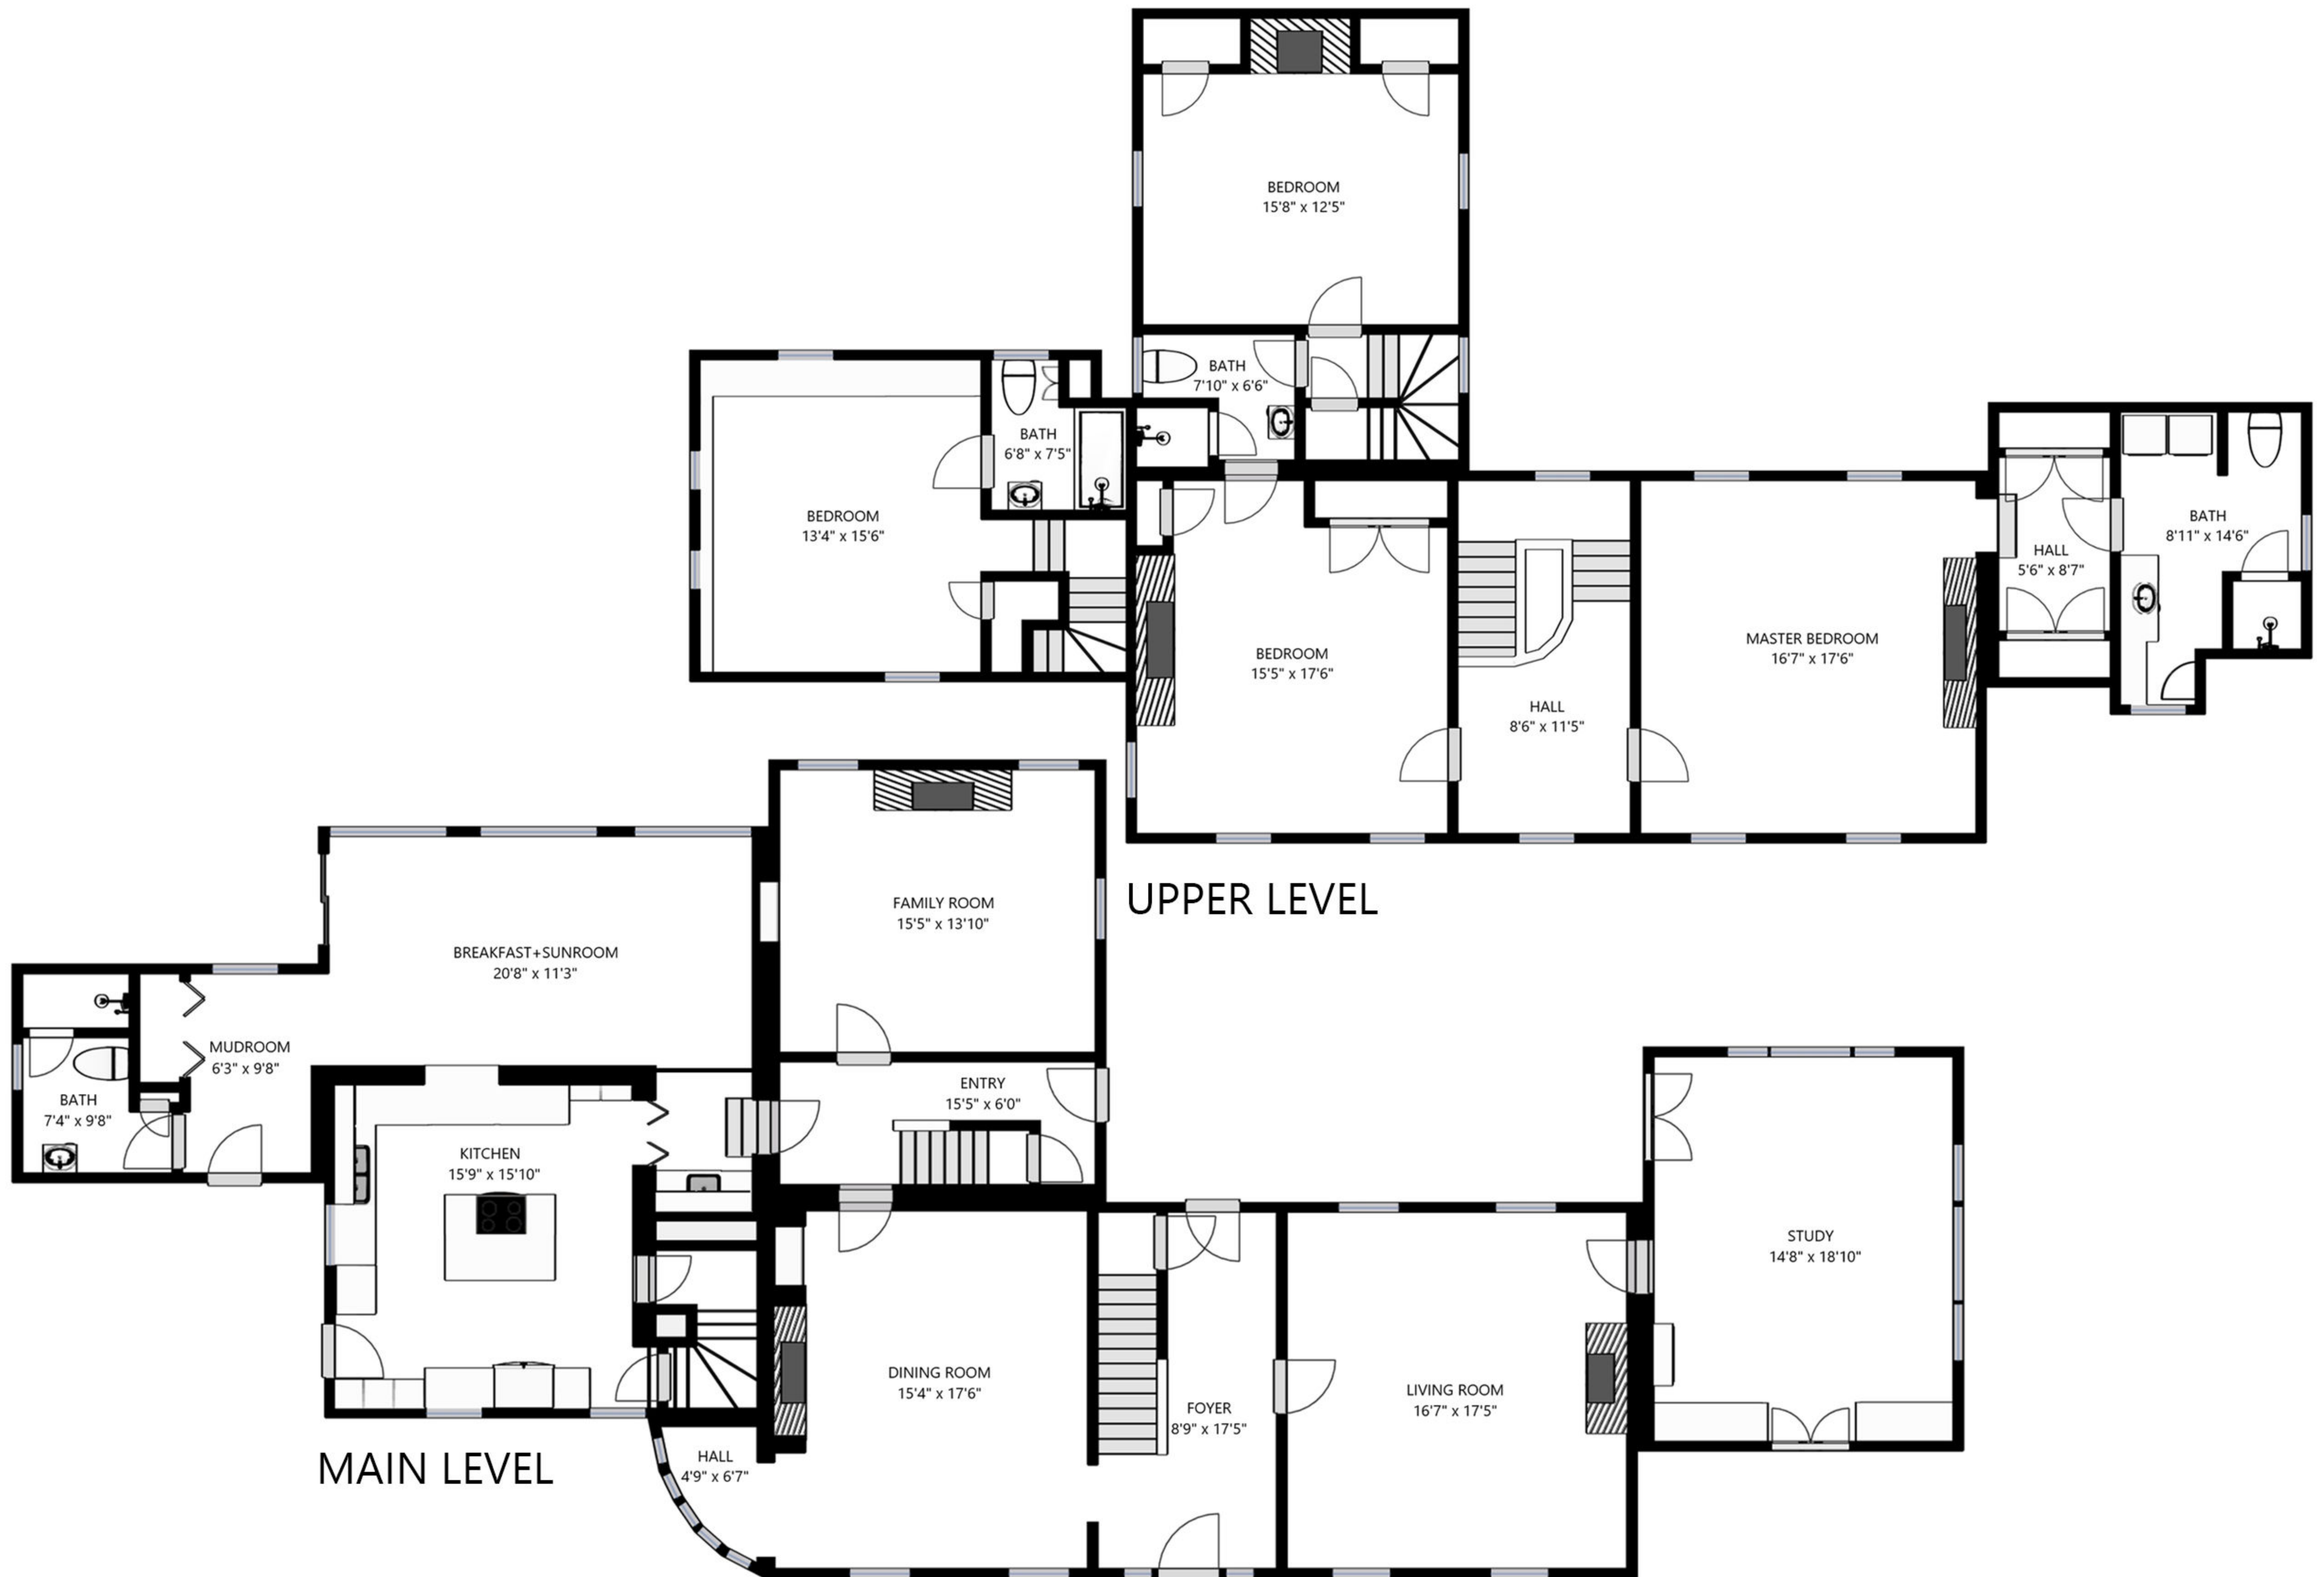 BEDROOM
15'8" x 12'5"
BATH
7'10" x 6'6"
BATH
6'8" x 7'5"
BEDROOM
13'4" x 15'6"
BATH
8'11" x 14'6"
HALL
5'6" x 8'7"
MASTER BEDROOM
16'7" x 17'6"
BEDROOM
15'5" x 17'6"
HALL
8'6" x 11'5"
UPPER LEVEL
FAMILY ROOM
15'5" x 13'10"
BREAKFAST+SUNROOM
20'8" x 11'3"
MUDROOM
6'3" x 9'8"
BATH
7'4" x 9'8"
ENTRY
15'5" x 6'0"
KITCHEN
15'9" x 15'10"
STUDY
14'8" x 18'10"
DINING ROOM
15'4" x 17'6"
LIVING ROOM
16'7" x 17'5"
FOYER
8'9" x 17'5"
HALL
4'9" x 6'7"
MAIN LEVEL